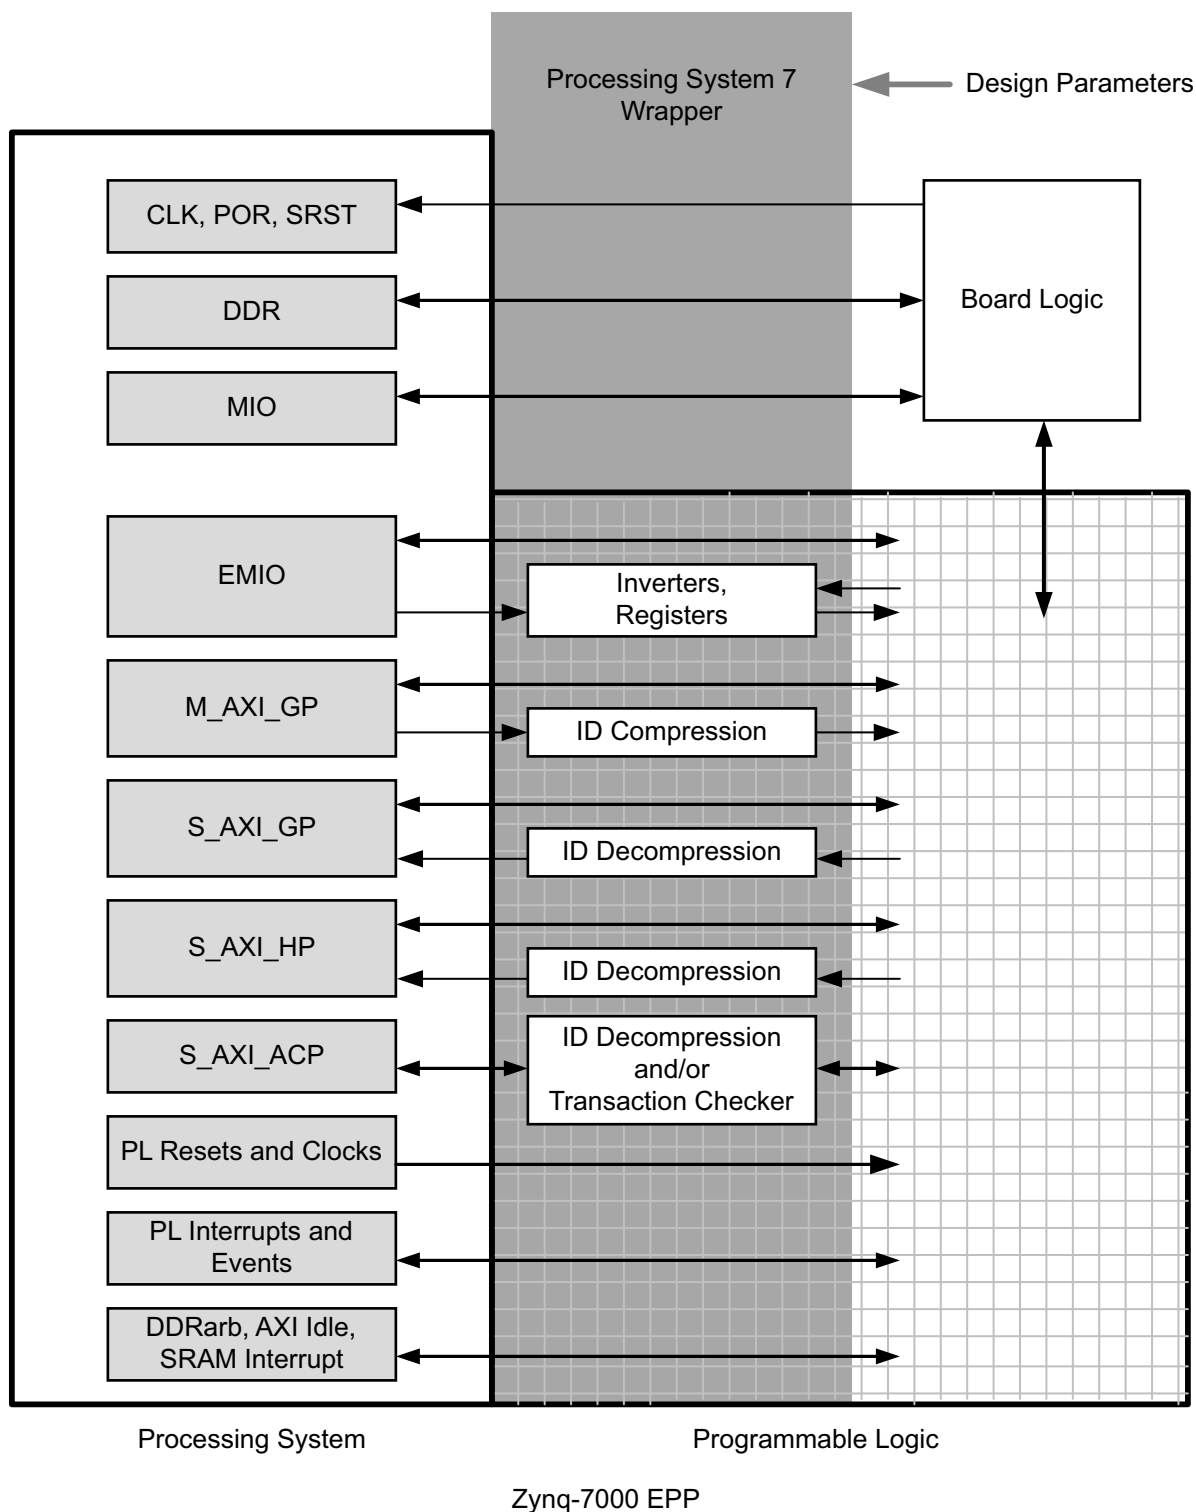 Processing System 7
Wrapper
Design Parameters
CLK, POR, SRST
DDR
Board Logic
MIO
EMIO
Inverters,
Registers
M_AXI_GP
ID Compression
S_AXI_GP
ID Decompression
S_AXI_HP
ID Decompression
S_AXI_ACP
ID Decompression
and/or
Transaction Checker
PL Resets and Clocks
PL Interrupts and
Events
DDRarb, AXI Idle,
SRAM Interrupt
Processing System
Programmable Logic
Zynq-7000 EPP